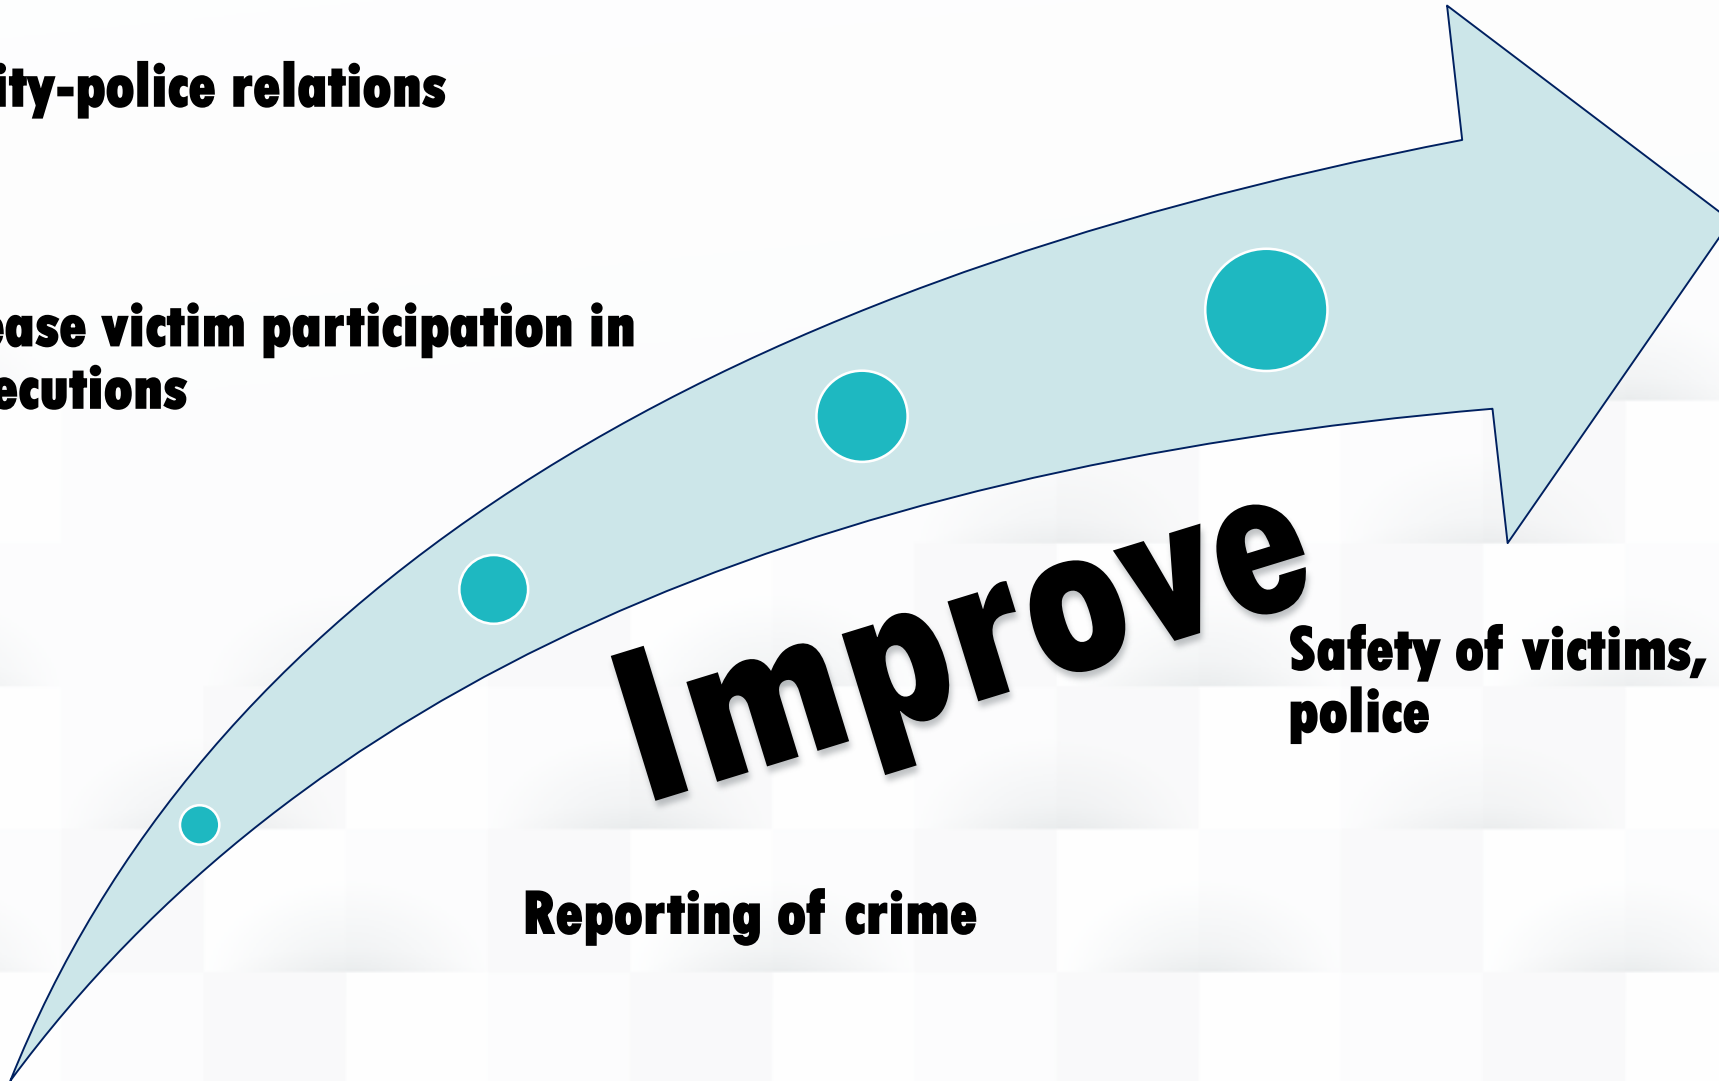 ity-police relations
ease victim participation in
ecutions
Improve
Safety of victims,
police
Reporting of crime